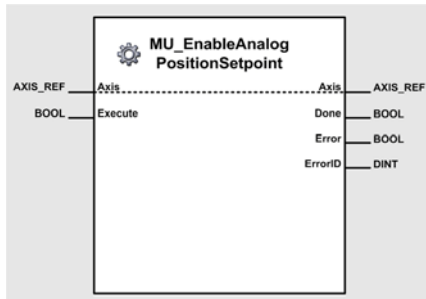 MU_EnableAnalog
PositionSetpoint
AXIS_REF Axis Axis AXIS_REF
BOOL Execute Done BOOL
Error BOOL
ErrorID DINT